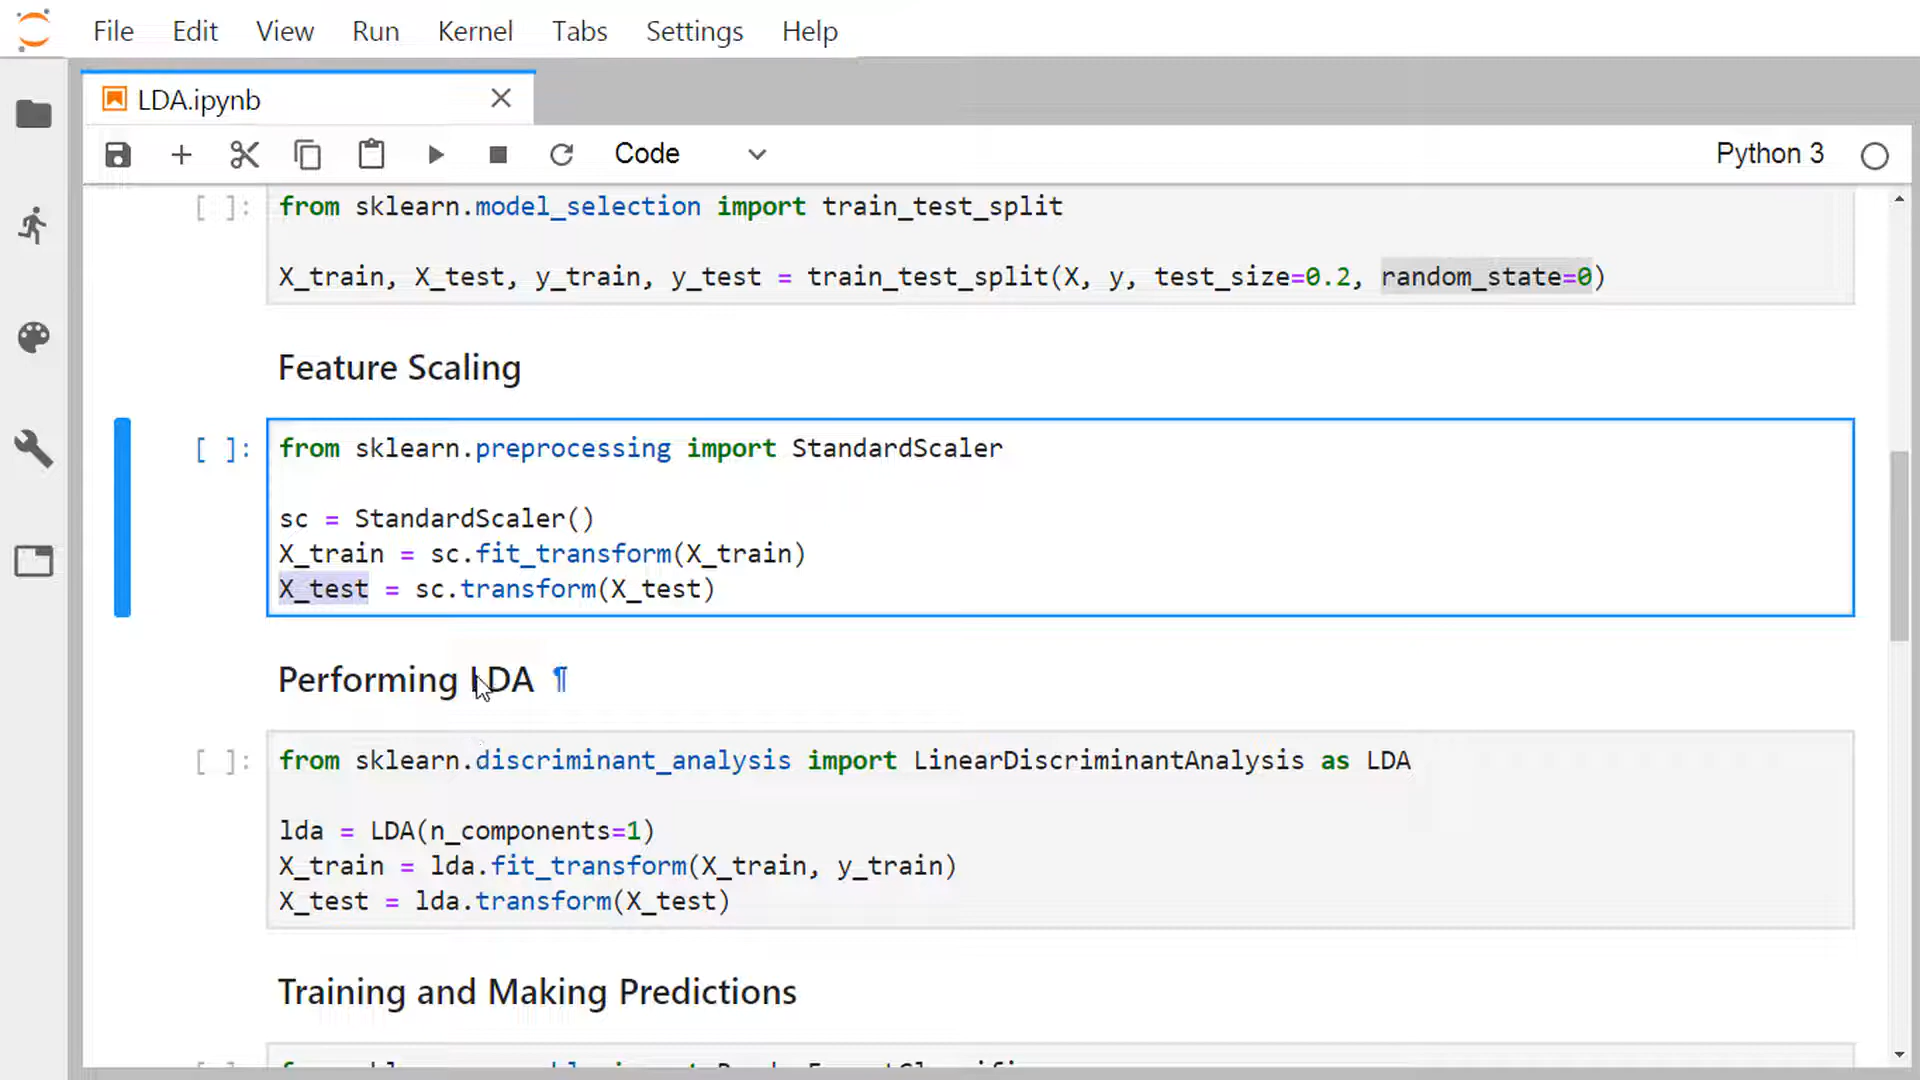 File Edit View Run Kernel Tabs Settings Help
LDA.ipynb
Code
Python 3
[ ]: from sklearn.model_selection import train_test_split
X_train, X_test, y_train, y_test = train_test_split(X, y, test_size=0.2, random_state=0)
Feature Scaling
[ ]: from sklearn.preprocessing import StandardScaler
sc = StandardScaler()
X_train = sc.fit_transform(X_train)
X_test = sc.transform(X_test)
Performing LDA ¶
[ ]: from sklearn.discriminant_analysis import LinearDiscriminantAnalysis as LDA
lda = LDA(n_components=1)
X_train = lda.fit_transform(X_train, y_train)
X_test = lda.transform(X_test)
Training and Making Predictions